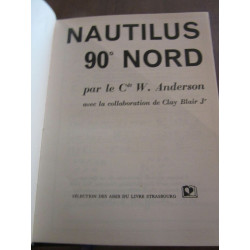 NAUTILUS
90° NORD
par le Cᵈᵗ W. Anderson
avec la collaboration de Clay Blair Jʳ
SÉLECTION DES AMIS DU LIVRE STRASBOURG